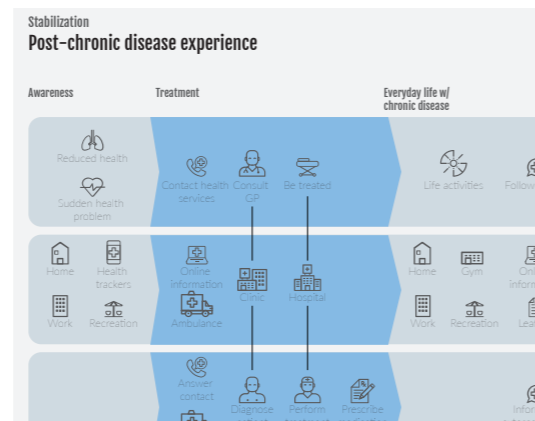 Stabilization
Post-chronic disease experience
Awareness
Treatment
Everyday life w/
chronic disease
Reduced health
Sudden health
problem
Contact health
services
Consult
GP
Be treated
Life activities
Follow
Home
Health
trackers
Work
Recreation
Online
information
Ambulance
Clinic
Hospital
Home
Gym
Work
Recreation
Answer
contact
Diagnose
Perform
Prescribe